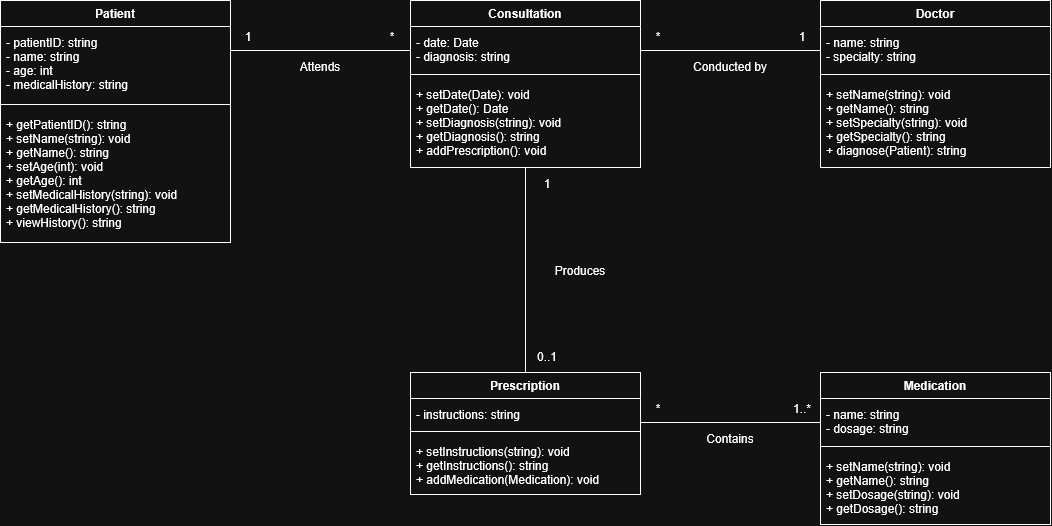 Patient
- patientID: string
- name: string
- age: int
- medicalHistory: string
+ getPatientID(): string
+ setName(string): void
+ getName(): string
+ setAge(int): void
+ getAge(): int
+ setMedicalHistory(string): void
+ getMedicalHistory(): string
+ viewHistory(): string
1
*
Attends
Consultation
- date: Date
- diagnosis: string
+ setDate(Date): void
+ getDate(): Date
+ setDiagnosis(string): void
+ getDiagnosis(): string
+ addPrescription(): void
*
1
Conducted by
Doctor
- name: string
- specialty: string
+ setName(string): void
+ getName(): string
+ setSpecialty(string): void
+ getSpecialty(): string
+ diagnose(Patient): string
1
Produces
0..1
Prescription
- instructions: string
+ setInstructions(string): void
+ getInstructions(): string
+ addMedication(Medication): void
*
1..*
Contains
Medication
- name: string
- dosage: string
+ setName(string): void
+ getName(): string
+ setDosage(string): void
+ getDosage(): string